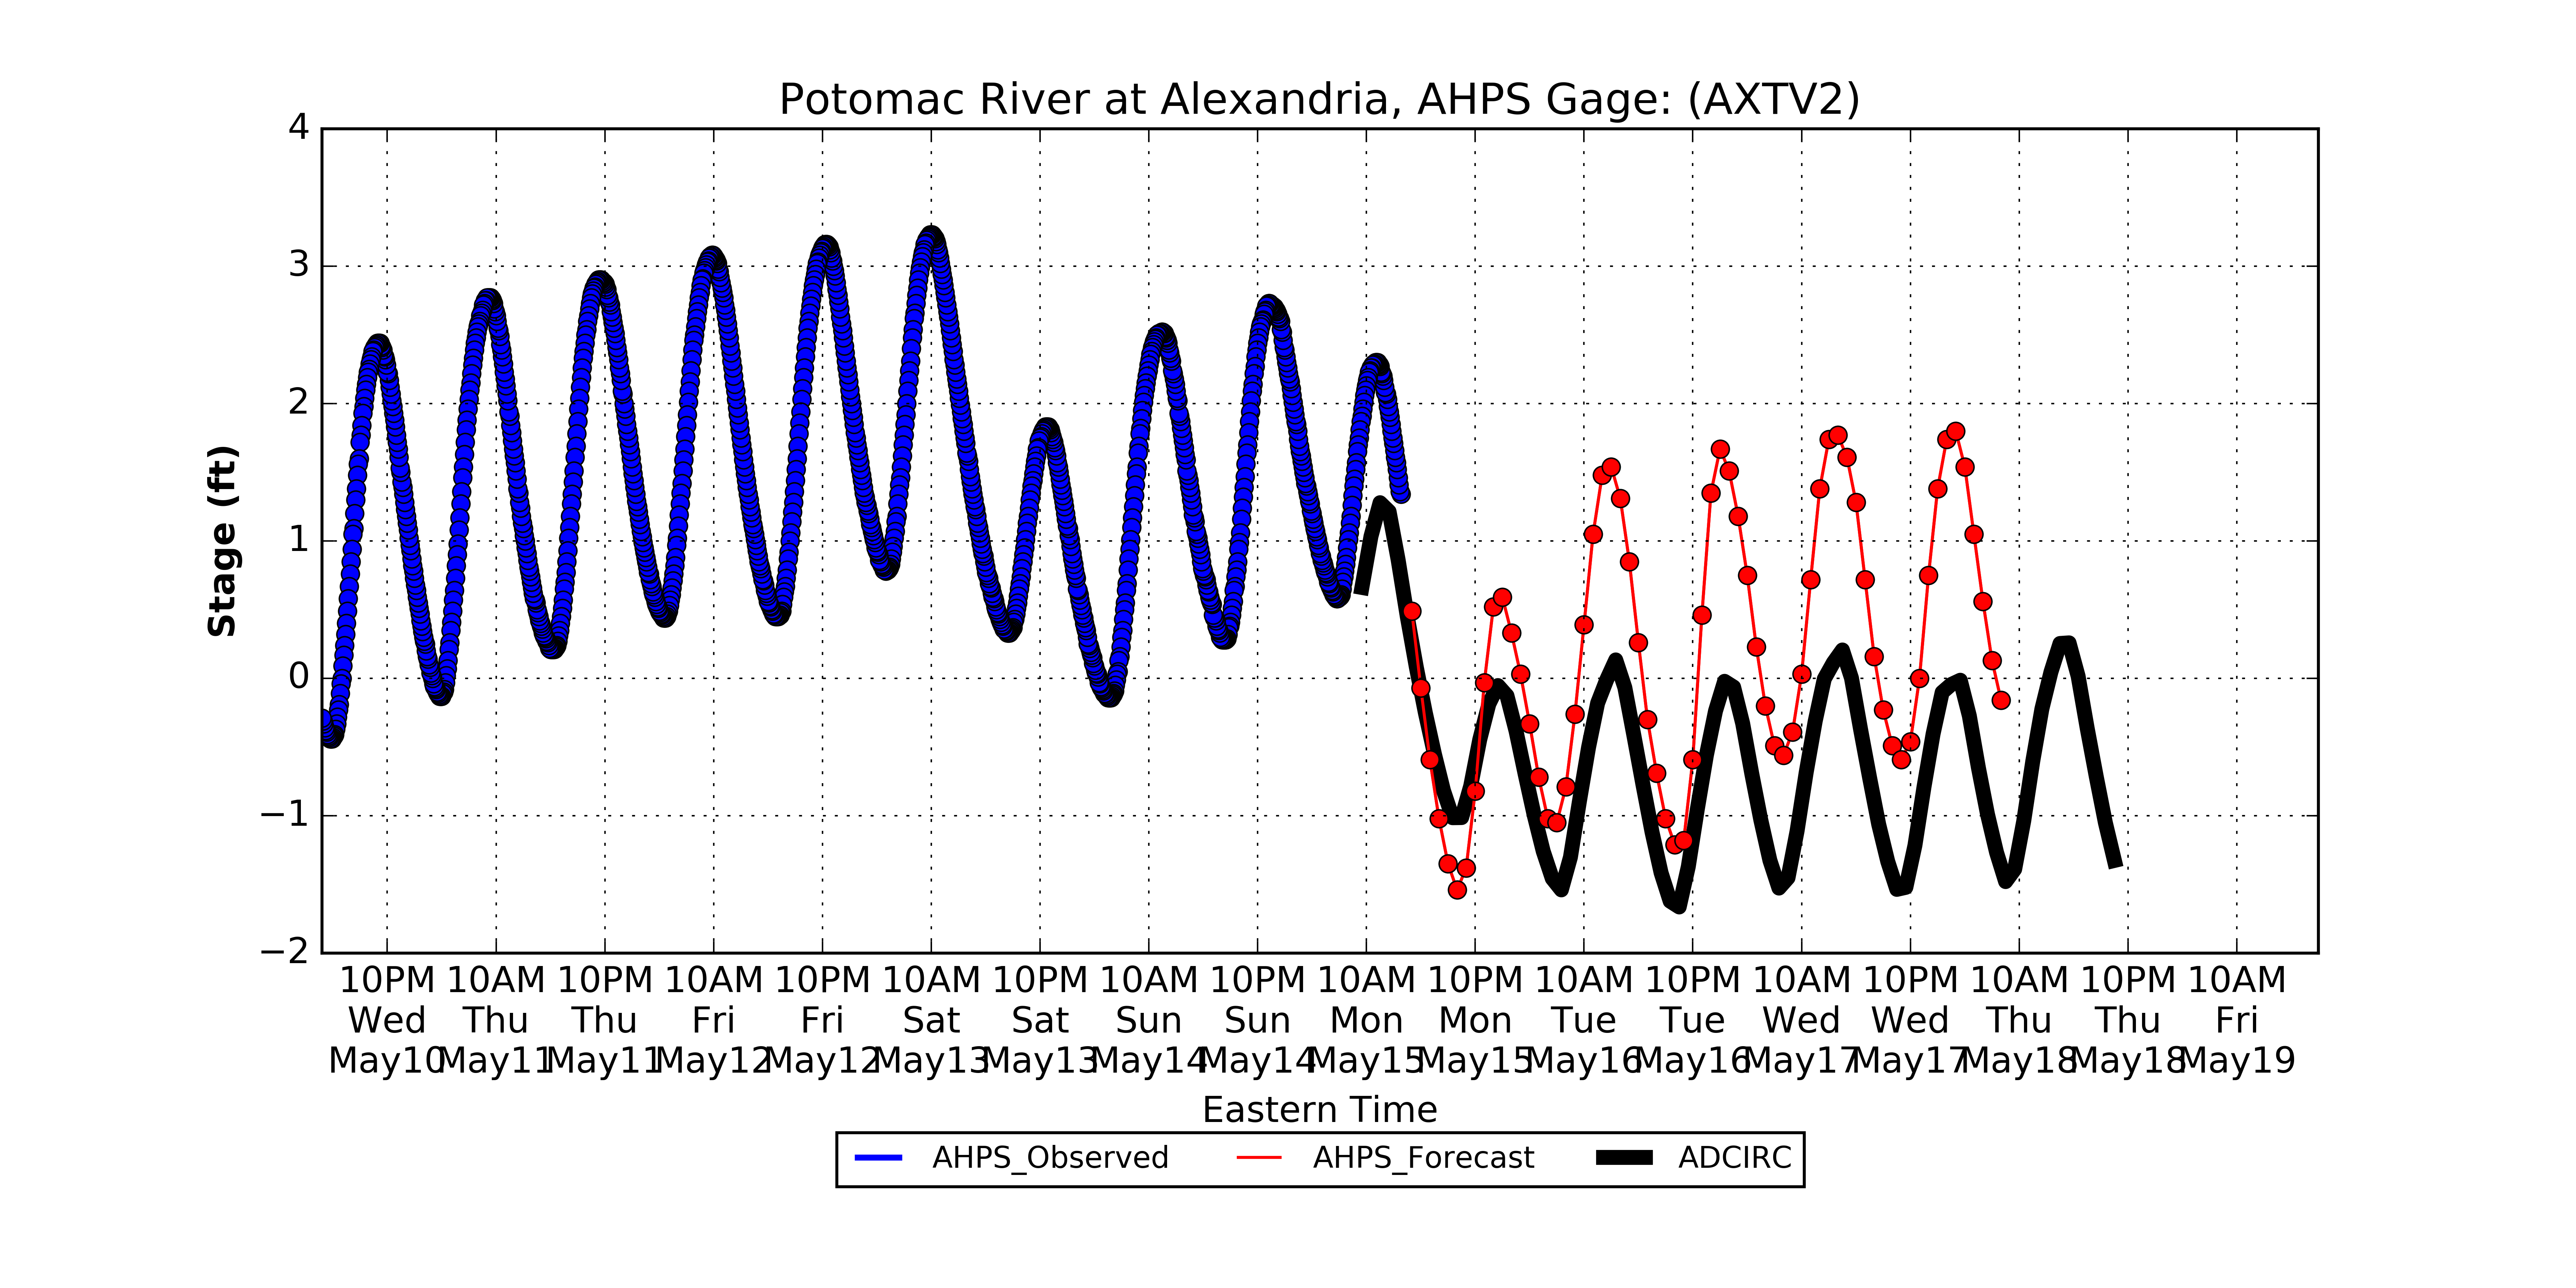 Potomac River at Alexandria, AHPS Gage: (AXTV2)
4
3
2
1
0
−1
−2
Stage (ft)
10PM 10AM 10PM 10AM 10PM 10AM 10PM 10AM 10PM 10AM 10PM 10AM 10PM 10AM 10PM 10AM 10PM 10AM
Wed Thu Thu Fri Fri Sat Sat Sun Sun Mon Mon Tue Tue Wed Wed Thu Thu Fri
May10 May11 May11 May12 May12 May13 May13 May14 May14 May15 May15 May16 May16 May17 May17 May18 May18 May19
Eastern Time
AHPS_Observed AHPS_Forecast ADCIRC